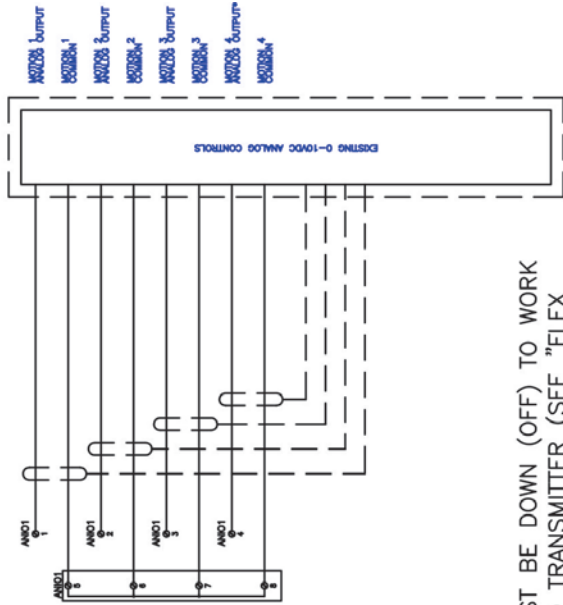 MOTION 1
ANALOG OUTPUT
MOTION 1
COMMON
MOTION 2
ANALOG OUTPUT
MOTION 2
COMMON
MOTION 3
ANALOG OUTPUT
MOTION 3
COMMON
MOTION 4
ANALOG OUTPUT*
MOTION 4
COMMON
EXISTING 0-10VDC ANALOG CONTROLS
ANIO1
1
ANIO1
2
ANIO1
3
ANIO1
4
ANIO1
5
6
7
8
ST BE DOWN (OFF) TO WORK
TRANSMITTER (SEE "FLEX